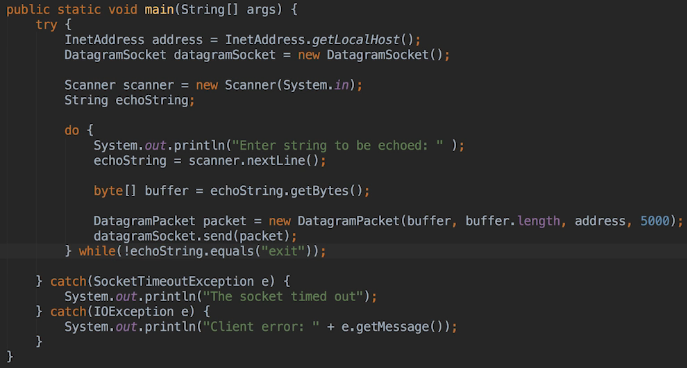 public static void main(String[] args) {
    try {
        InetAddress address = InetAddress.getLocalHost();
        DatagramSocket datagramSocket = new DatagramSocket();

        Scanner scanner = new Scanner(System.in);
        String echoString;

        do {
            System.out.println("Enter string to be echoed: " );
            echoString = scanner.nextLine();

            byte[] buffer = echoString.getBytes();

            DatagramPacket packet = new DatagramPacket(buffer, buffer.length, address, 5000);
            datagramSocket.send(packet);
        } while(!echoString.equals("exit"));

    } catch(SocketTimeoutException e) {
        System.out.println("The socket timed out");
    } catch(IOException e) {
        System.out.println("Client error: " + e.getMessage());
    }
}